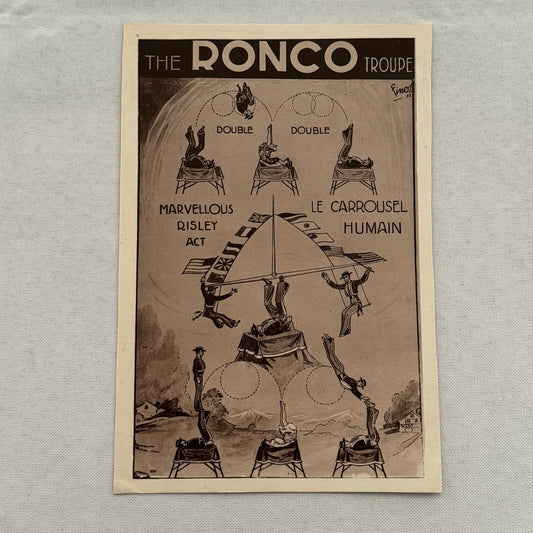 THE RONCO TROUPE
DOUBLE DOUBLE
MARVELLOUS
RISLEY
ACT
LE CARROUSEL
HUMAIN